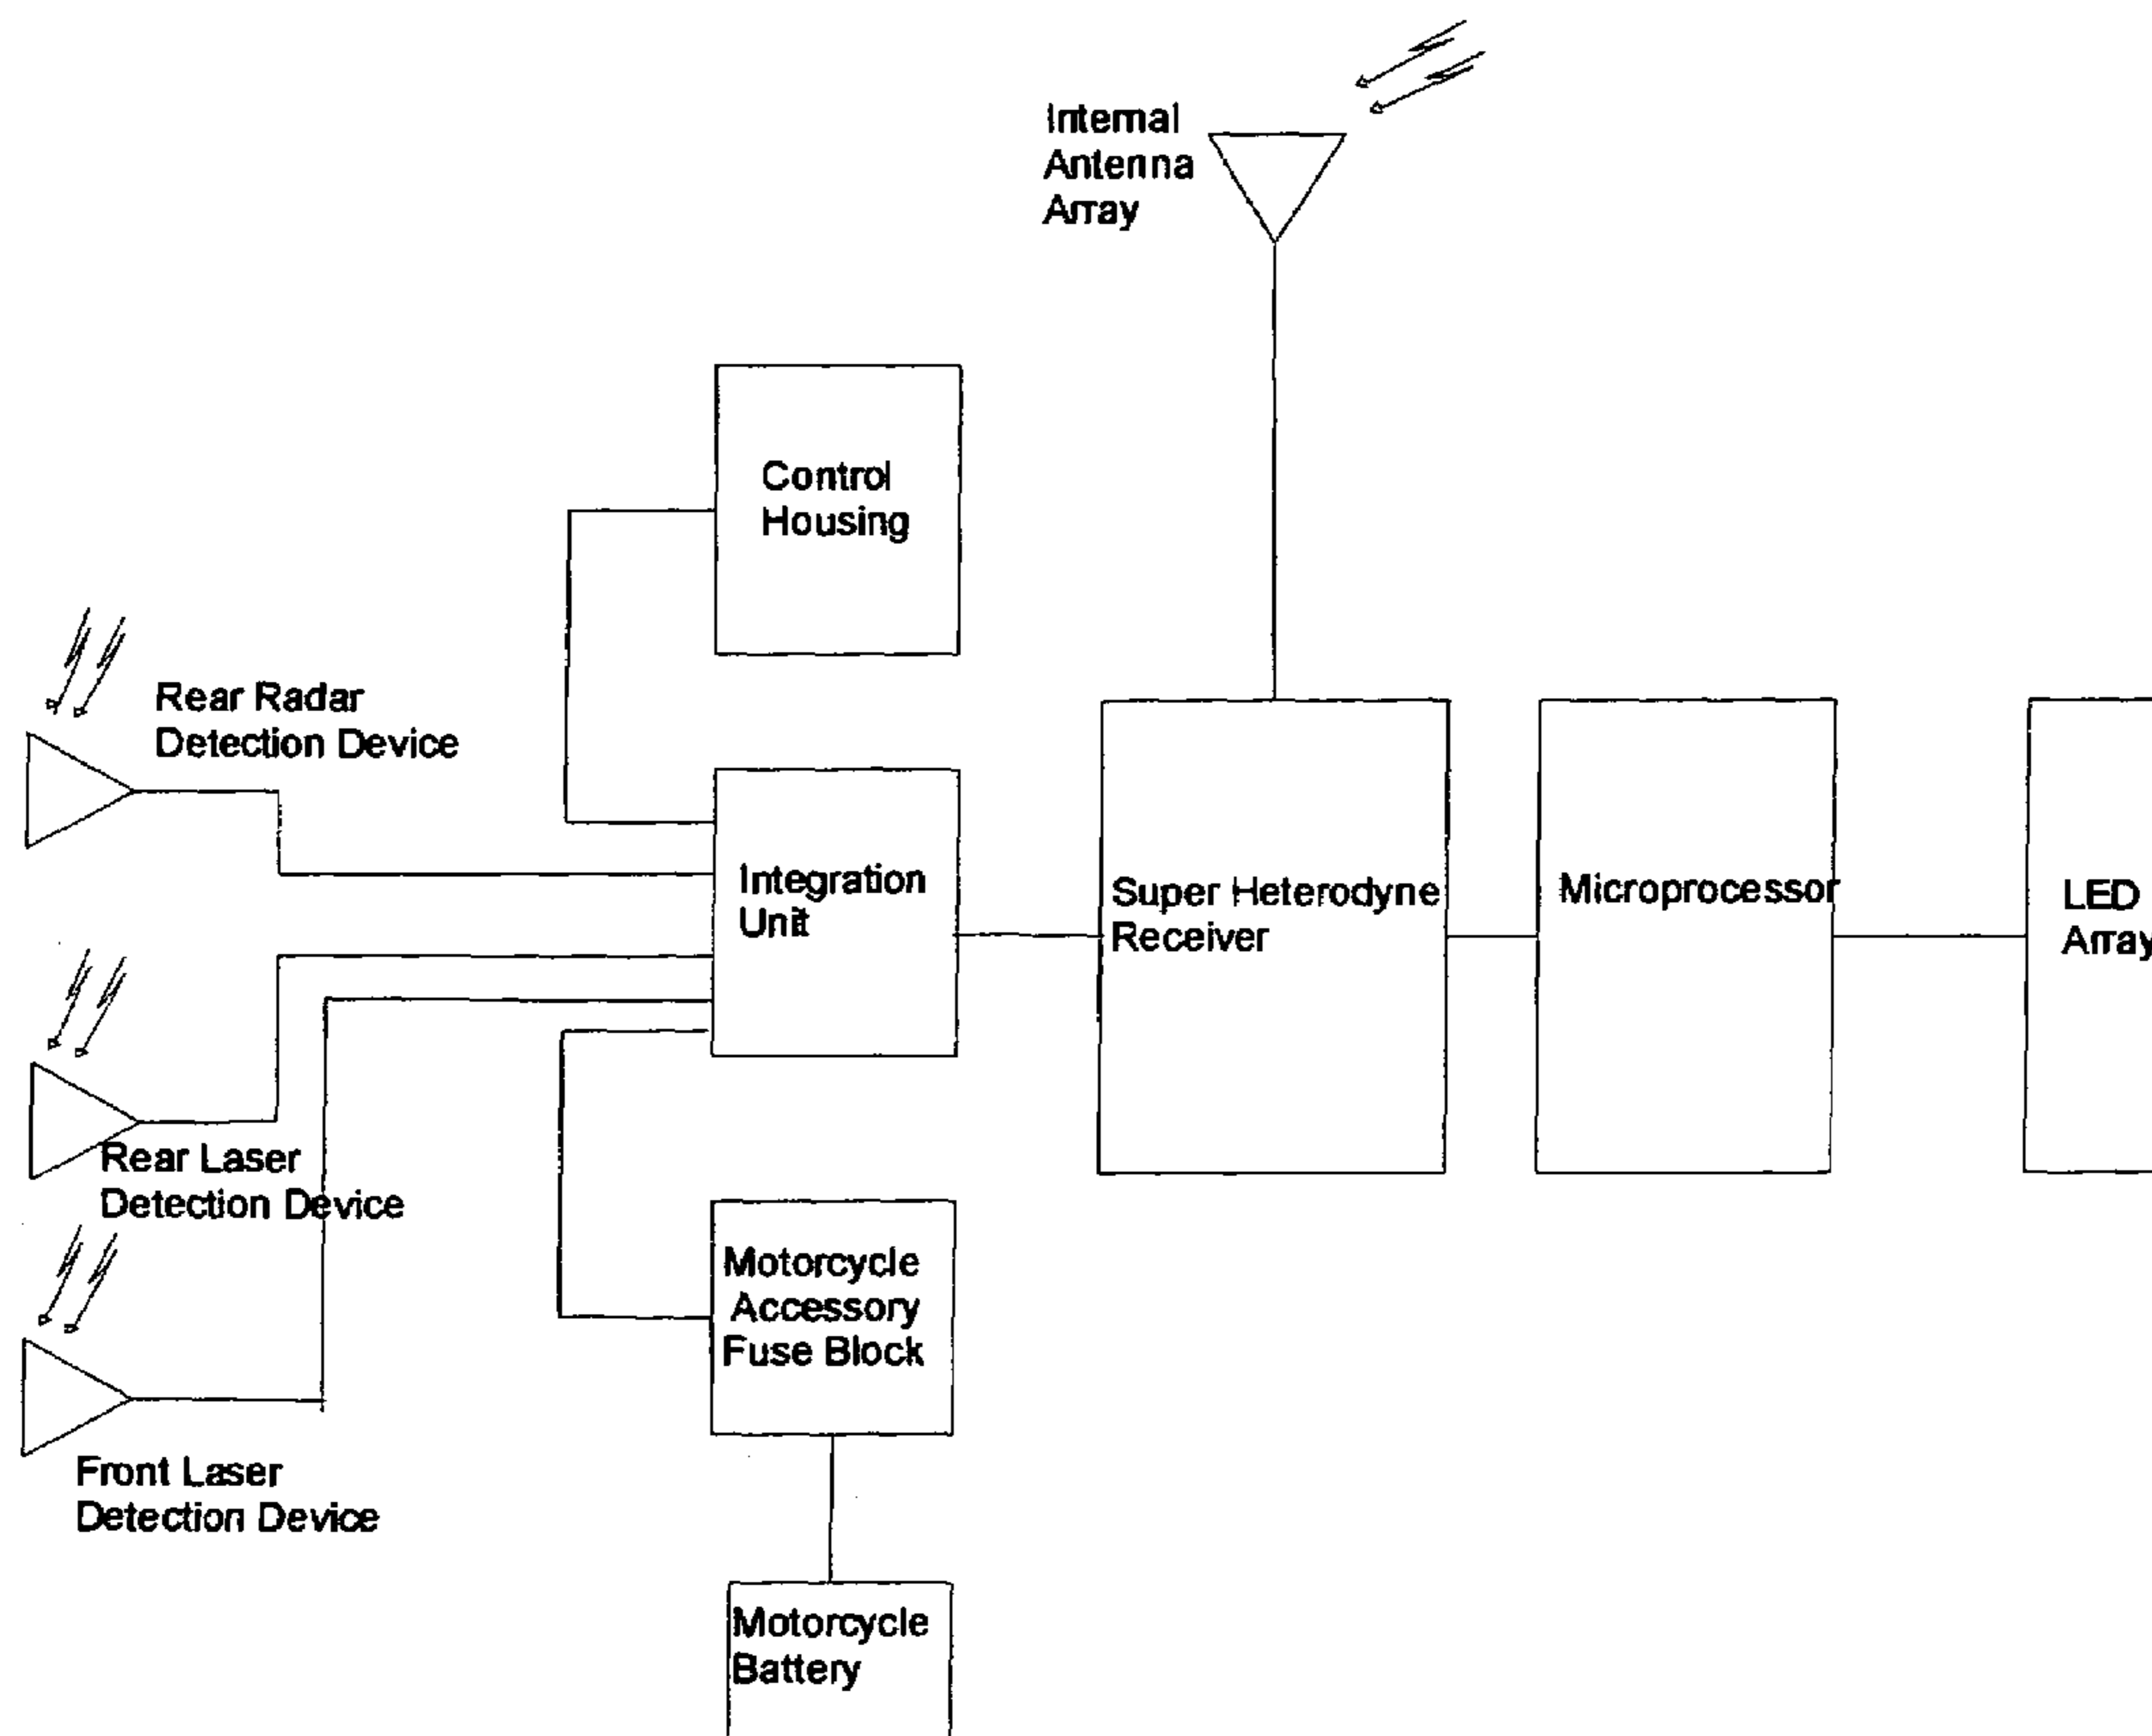 Internal
Antenna
Array
Control
Housing
Rear Radar
Detection Device
Integration
Unit
Super Heterodyne
Receiver
Microprocessor
LED
Array
Rear Laser
Detection Device
Motorcycle
Accessory
Fuse Block
Front Laser
Detection Device
Motorcycle
Battery